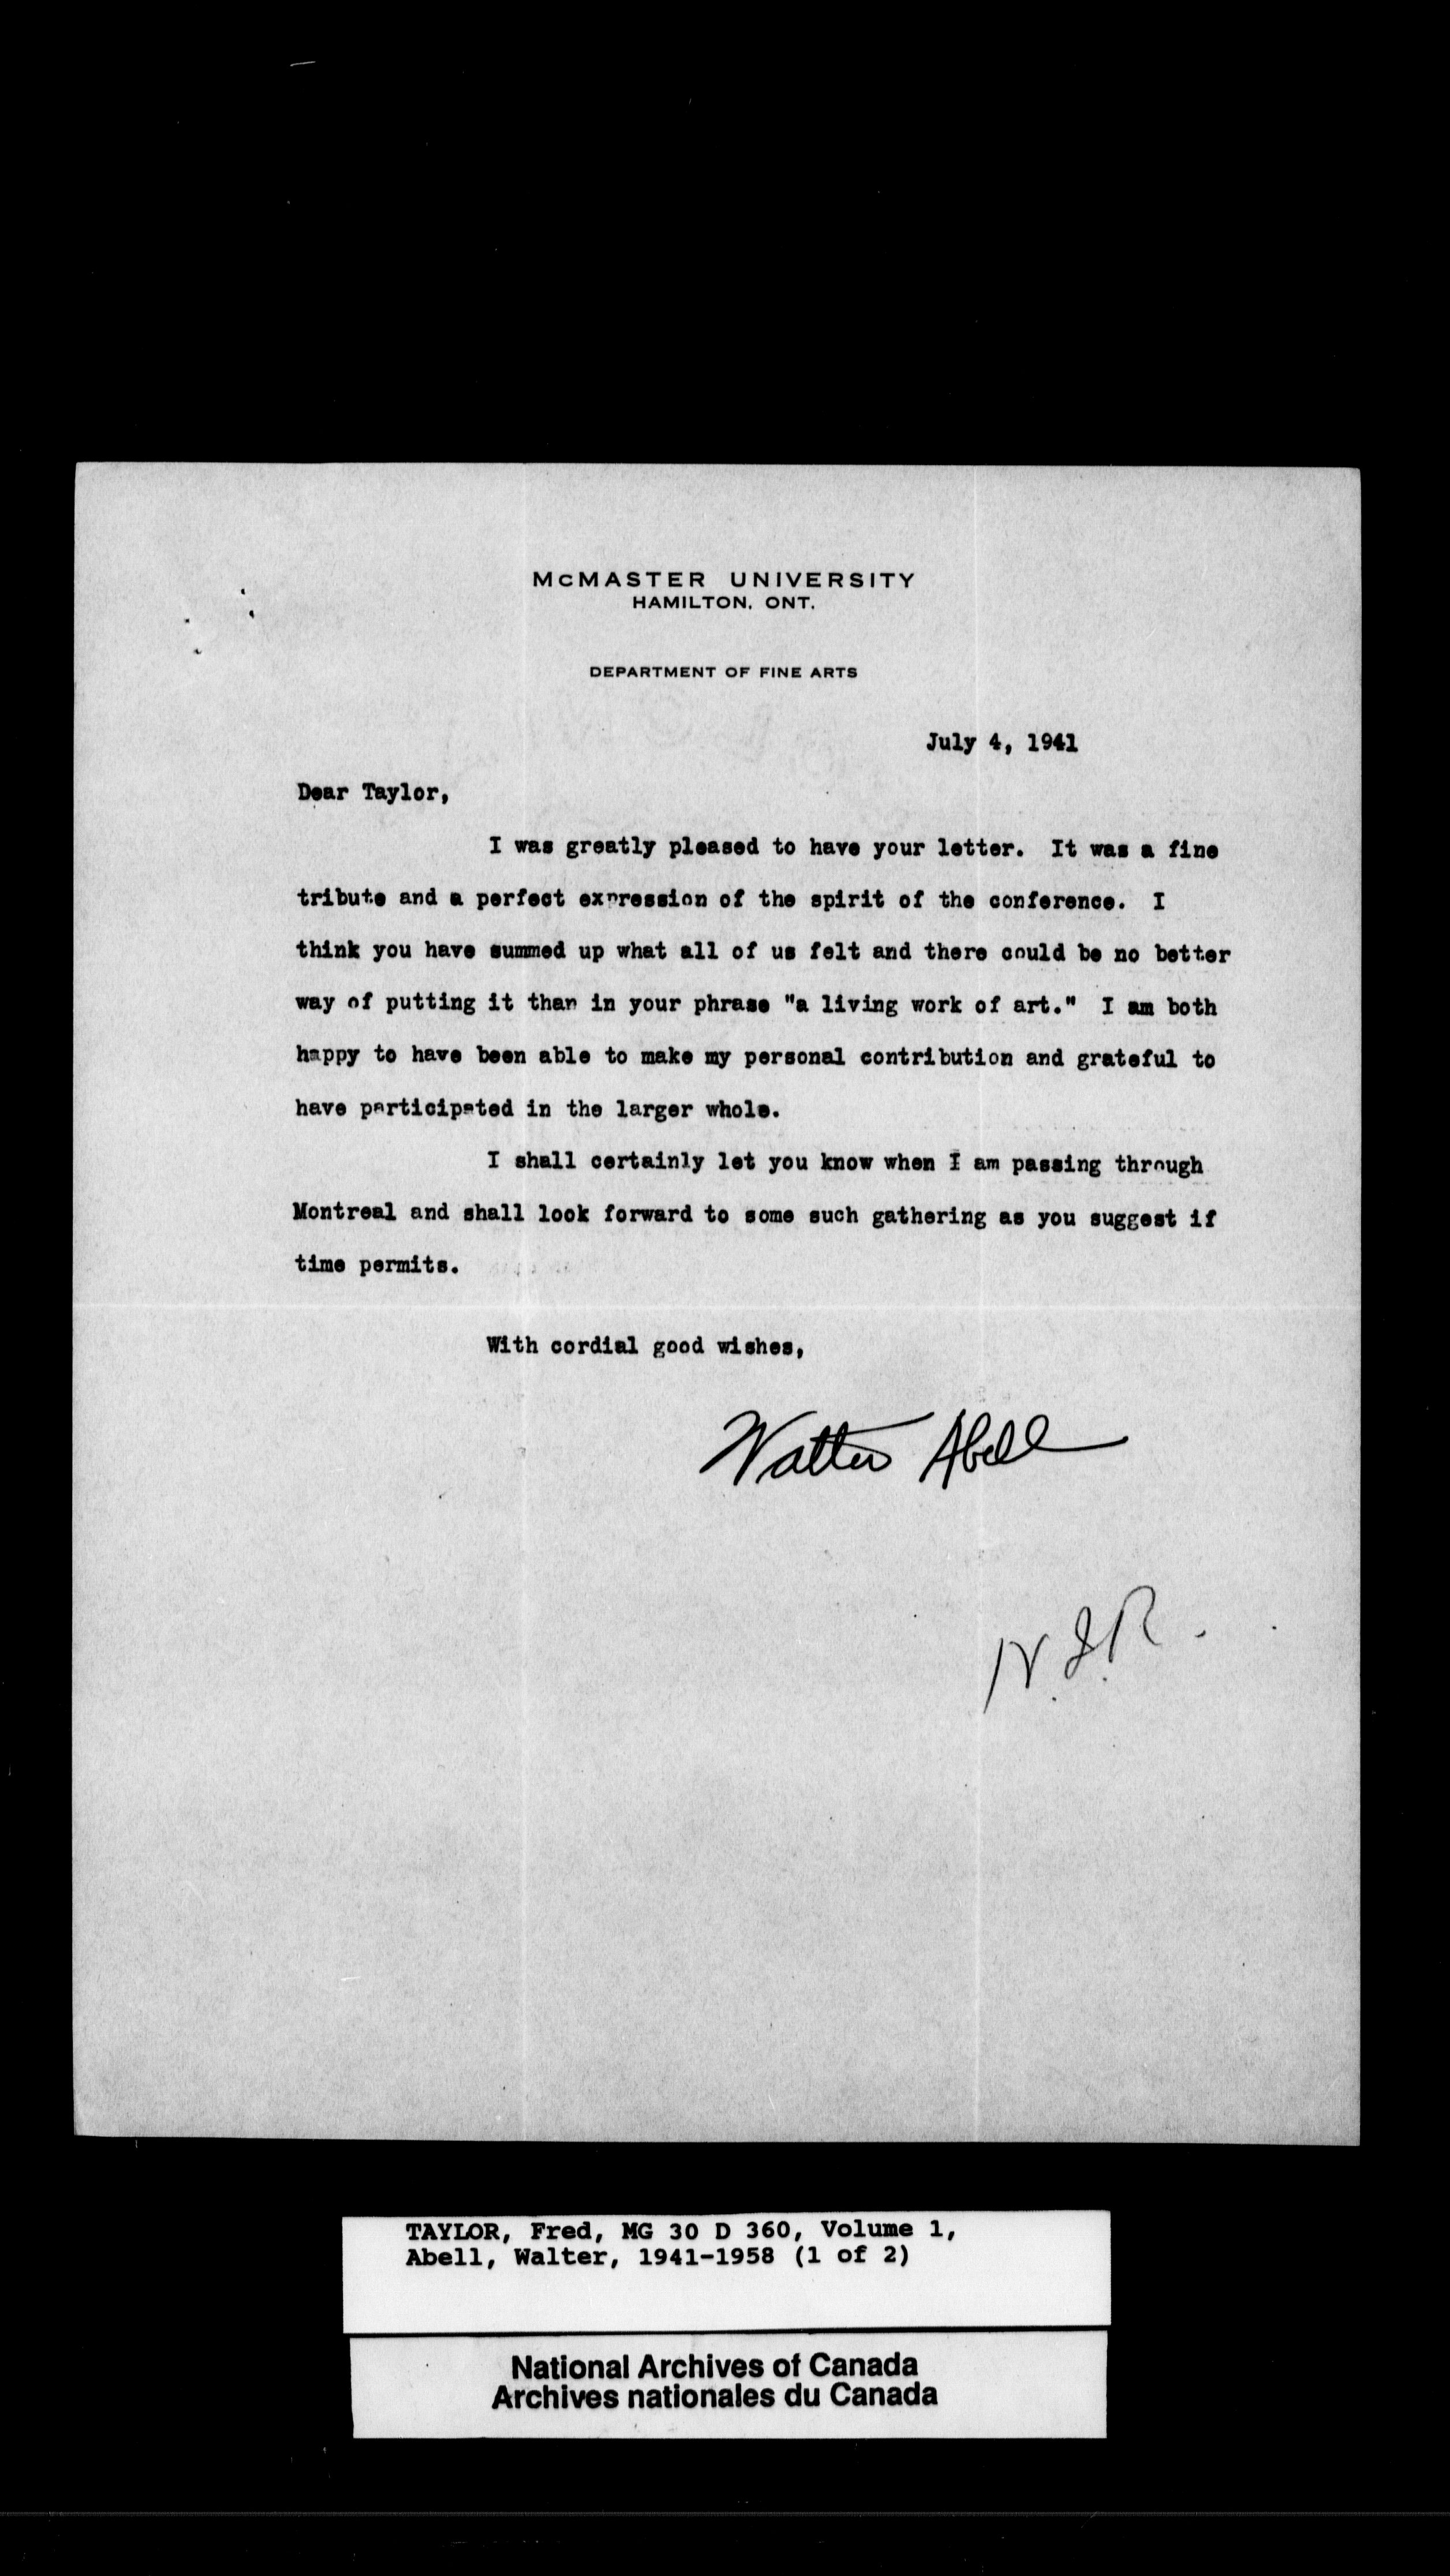 McMASTER UNIVERSITY
HAMILTON, ONT.
DEPARTMENT OF FINE ARTS
July 4, 1941
Dear Taylor,
I was greatly pleased to have your letter. It was a fine
tribute and a perfect expression of the spirit of the conference. I
think you have summed up what all of us felt and there could be no better
way of putting it than in your phrase "a living work of art." I am both
happy to have been able to make my personal contribution and grateful to
have participated in the larger whole.
I shall certainly let you know when I am passing through
Montreal and shall look forward to some such gathering as you suggest if
time permits.
With cordial good wishes,
Walter Abell
TAYLOR, Fred, MG 30 D 360, Volume 1,
Abell, Walter, 1941-1958 (1 of 2)
National Archives of Canada
Archives nationales du Canada